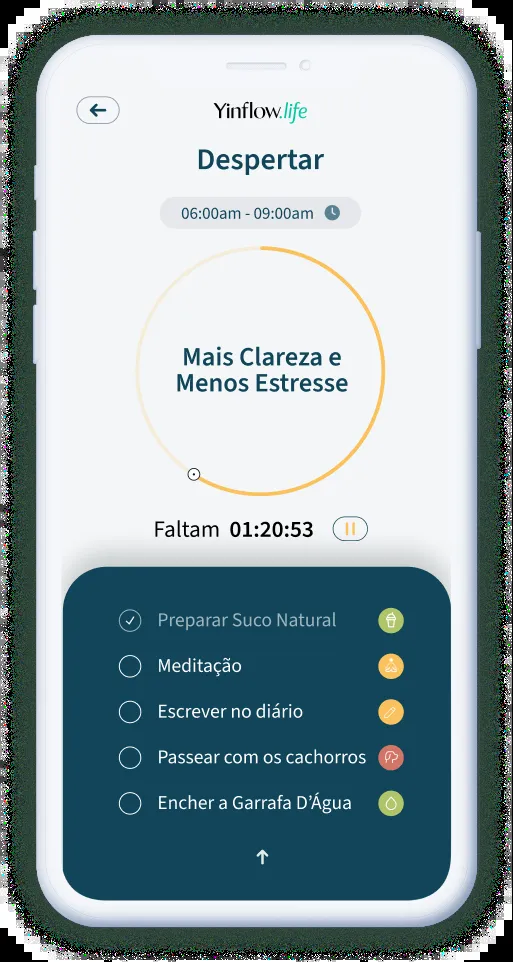 Yinflow.life
Despertar
06:00am - 09:00am
Mais Clareza e
Menos Estresse
Faltam 01:20:53
Preparar Suco Natural
Meditação
Escrever no diário
Passear com os cachorros
Encher a Garrafa D’Água